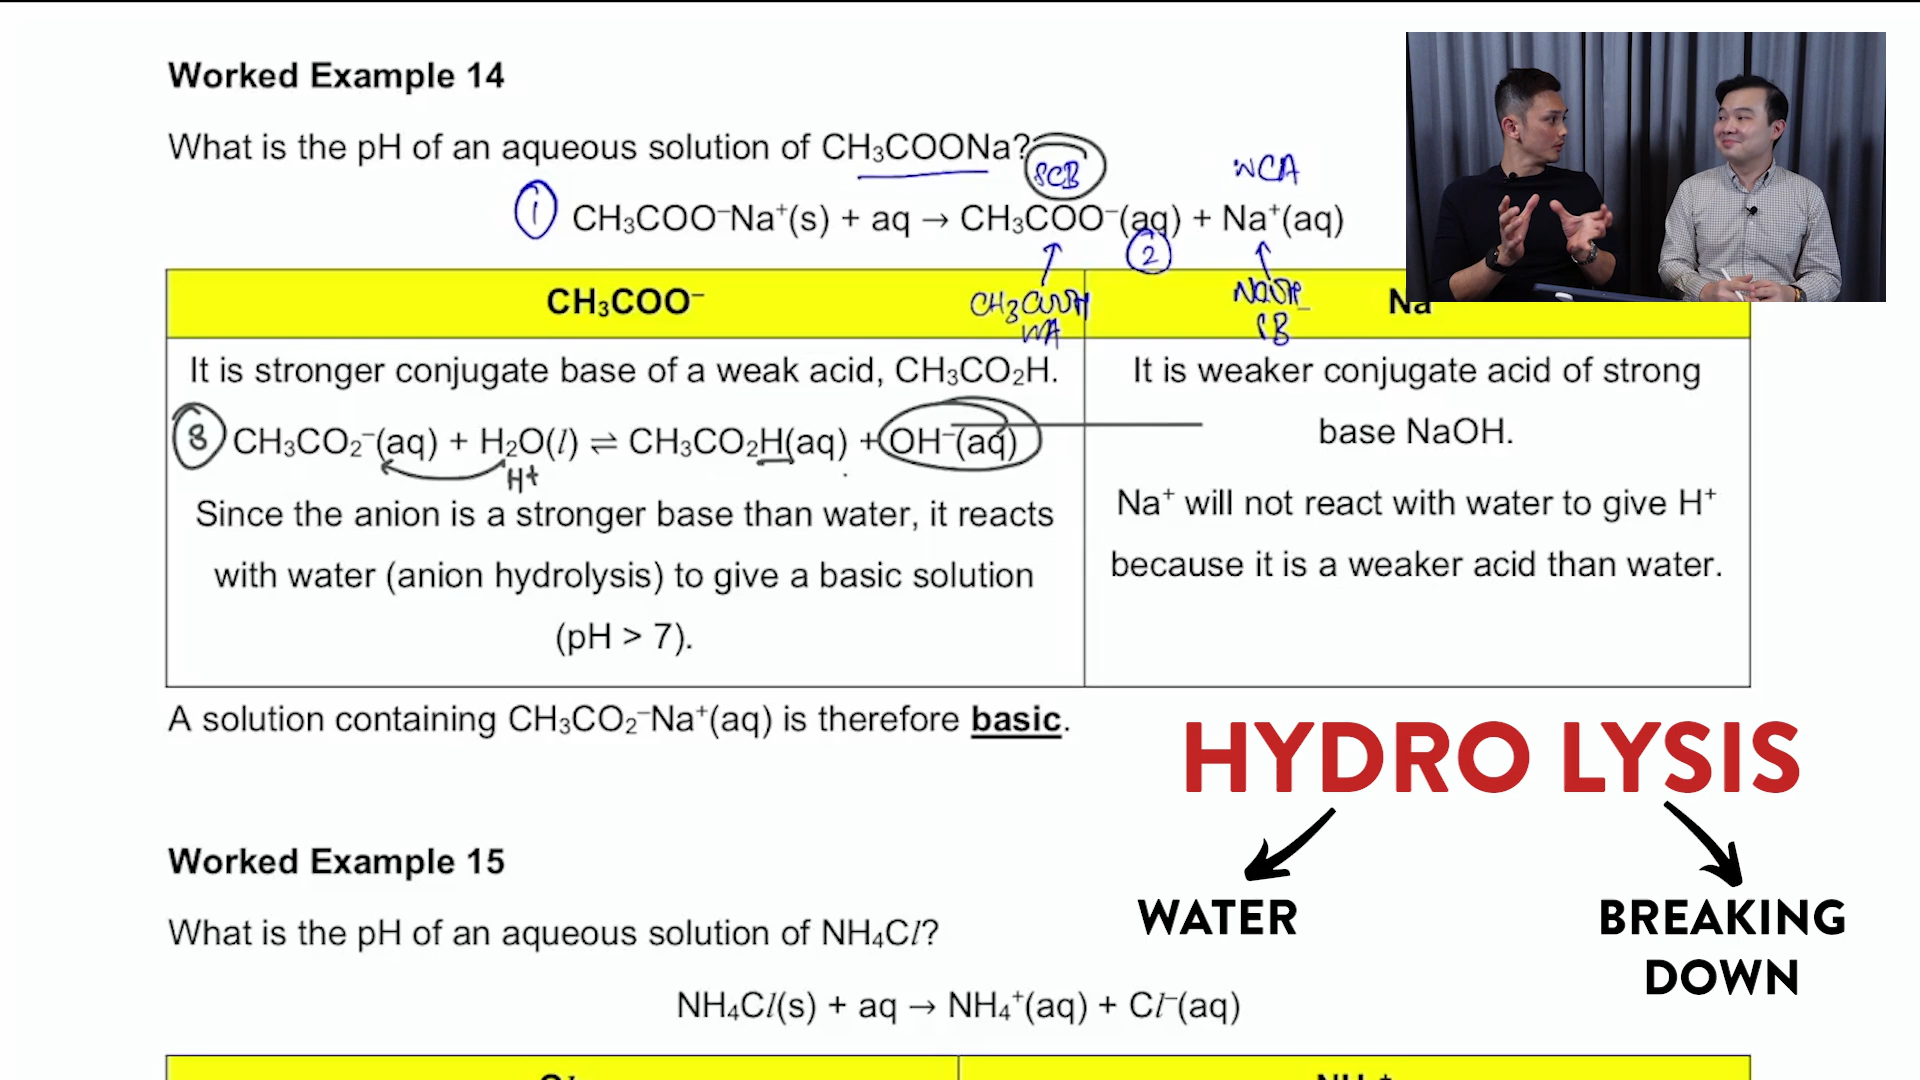 Worked Example 14
What is the pH of an aqueous solution of CH₃COONa?
SCB
WCA
1 CH₃COO⁻Na⁺(s) + aq → CH₃COO⁻(aq) + Na⁺(aq)
2
CH₃COO⁻
CH₃COOH
WA
NaOH
SB
Na
It is stronger conjugate base of a weak acid, CH₃CO₂H.
3 CH₃CO₂⁻(aq) + H₂O(l) ⇌ CH₃CO₂H(aq) + OH⁻(aq)
H⁺
Since the anion is a stronger base than water, it reacts
with water (anion hydrolysis) to give a basic solution
(pH > 7).
It is weaker conjugate acid of strong
base NaOH.
Na⁺ will not react with water to give H⁺
because it is a weaker acid than water.
A solution containing CH₃CO₂⁻Na⁺(aq) is therefore basic.
HYDRO LYSIS
WATER
BREAKING
DOWN
Worked Example 15
What is the pH of an aqueous solution of NH₄Cl?
NH₄Cl(s) + aq → NH₄⁺(aq) + Cl⁻(aq)